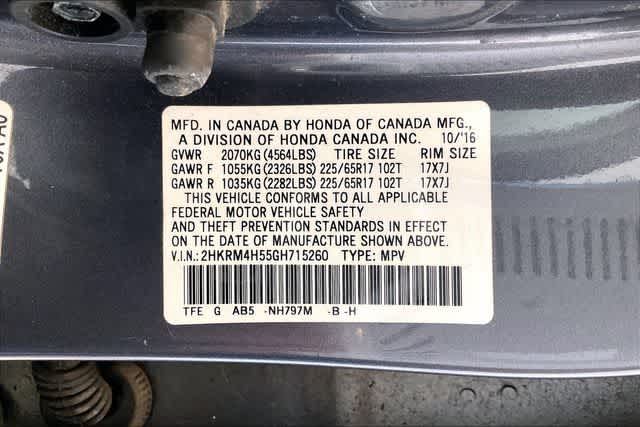 MFD. IN CANADA BY HONDA OF CANADA MFG.,
A DIVISION OF HONDA CANADA INC. 10/'16
GVWR 2070KG (4564LBS) TIRE SIZE RIM SIZE
GAWR F 1055KG (2326LBS) 225/65R17 102T 17X7J
GAWR R 1035KG (2282LBS) 225/65R17 102T 17X7J
THIS VEHICLE CONFORMS TO ALL APPLICABLE
FEDERAL MOTOR VEHICLE SAFETY
AND THEFT PREVENTION STANDARDS IN EFFECT
ON THE DATE OF MANUFACTURE SHOWN ABOVE.
V.I.N.: 2HKRM4H55GH715260 TYPE: MPV
TFE G AB5 -NH797M -B -H